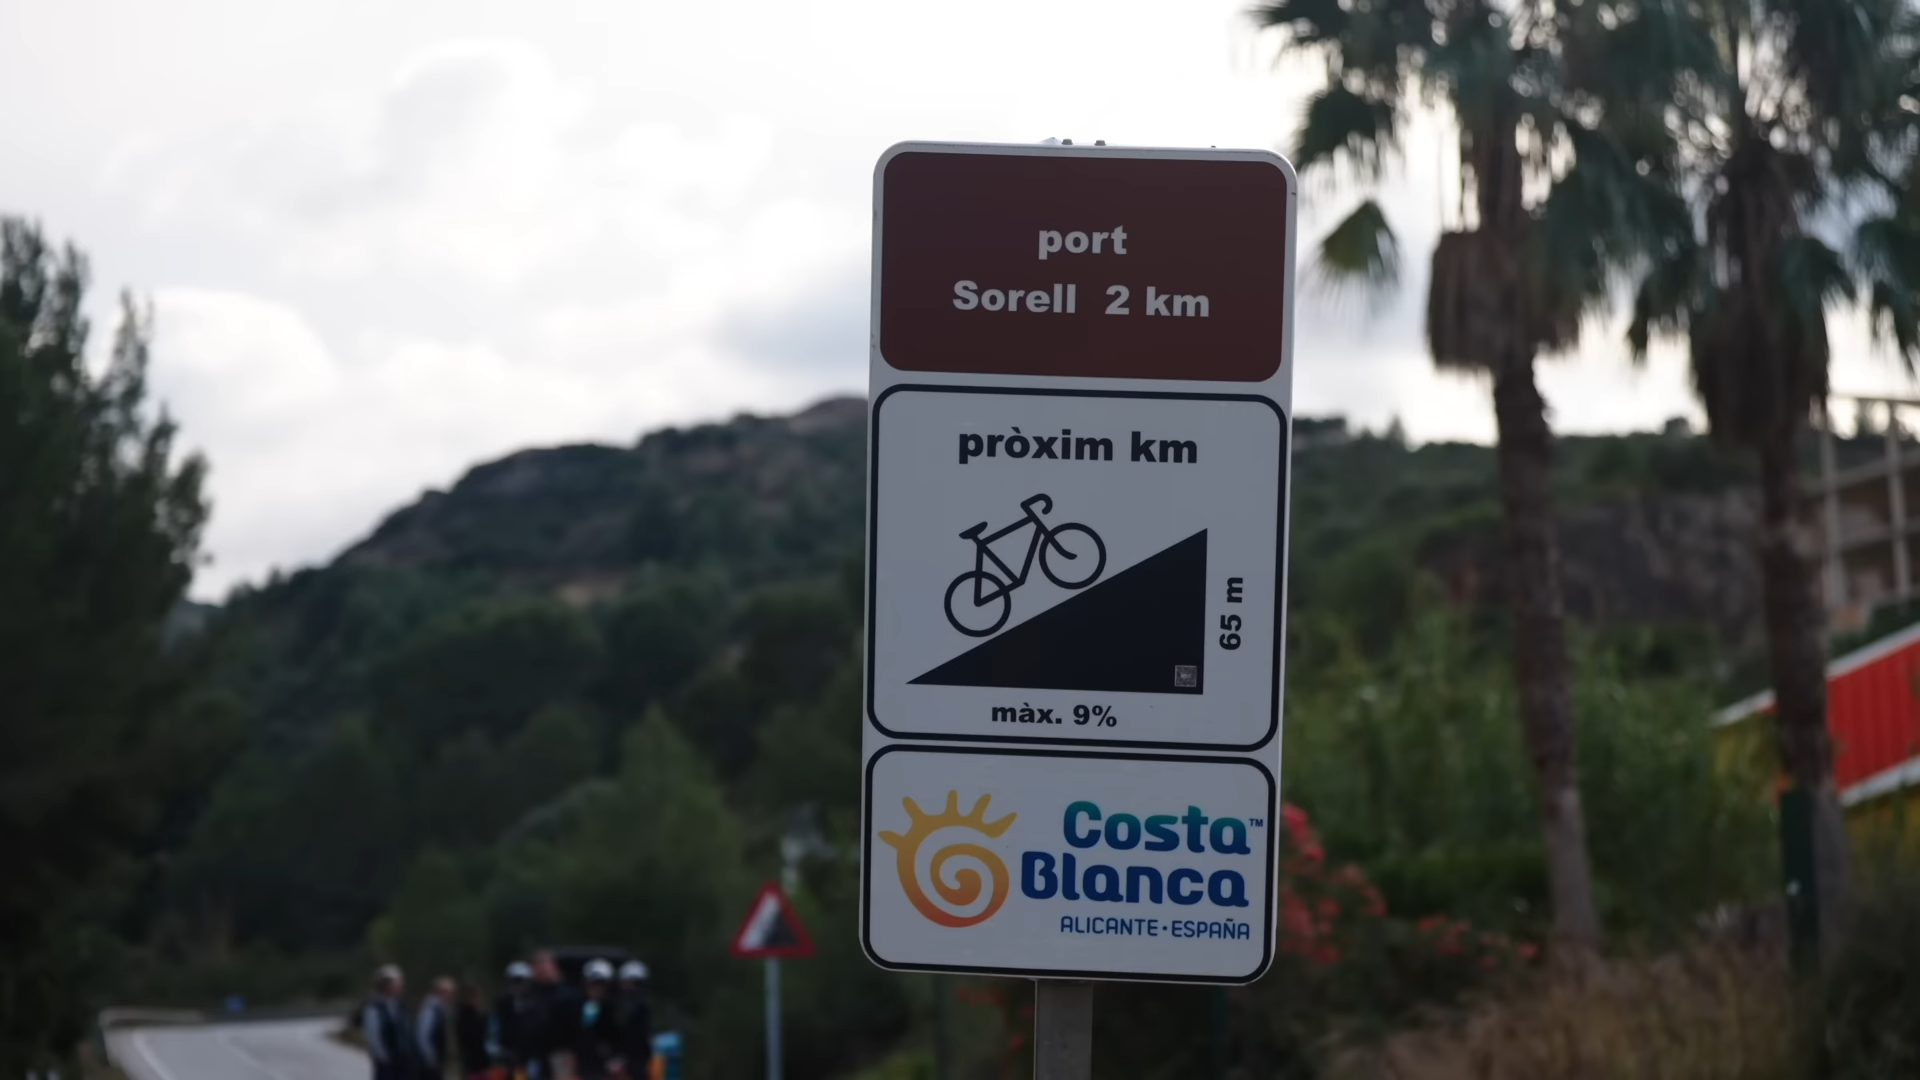 port
Sorell 2 km
pròxim km
65 m
màx. 9%
Costa™
Blanca
ALICANTE·ESPAÑA